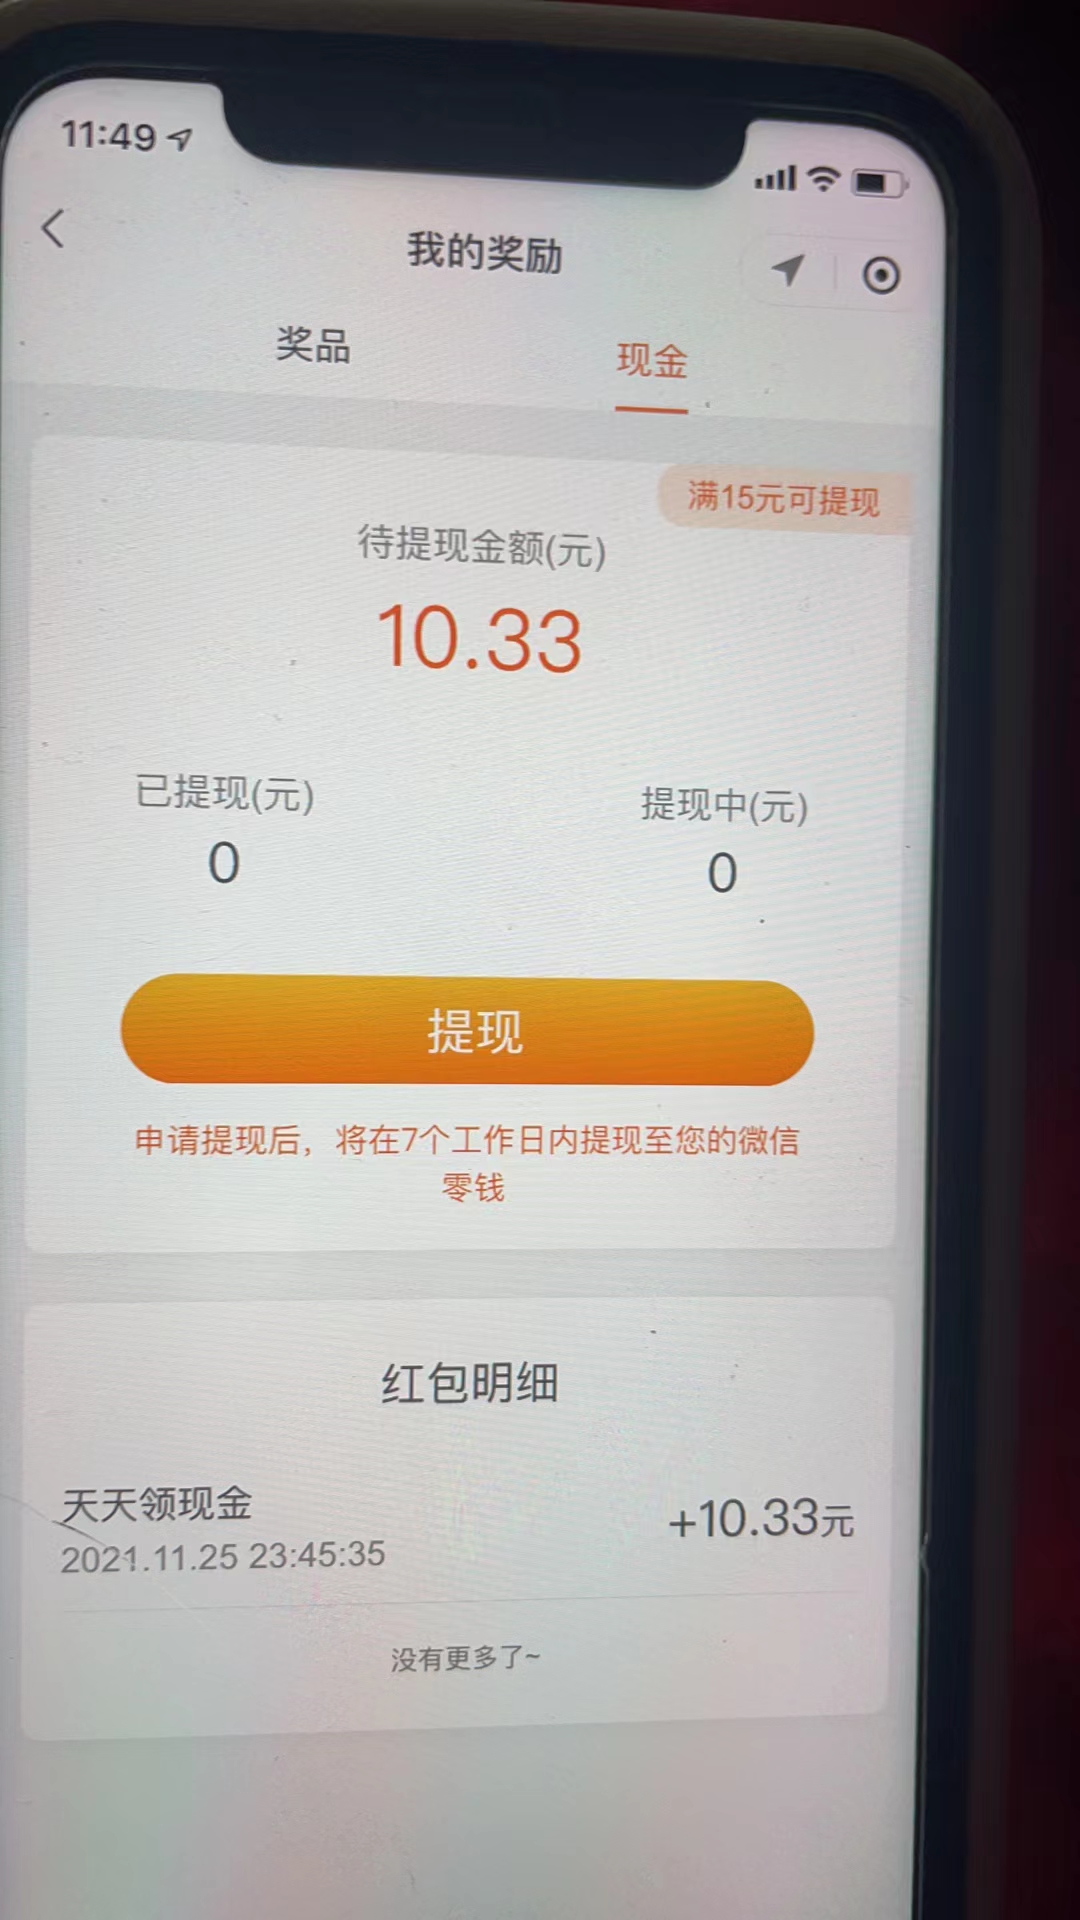 11:49
我的奖励
奖品
现金
满15元可提现
待提现金额(元)
10.33
已提现(元)
提现中(元)
0
0
提现
申请提现后，将在7个工作日内提现至您的微信
零钱
红包明细
天天领现金
+10.33元
2021.11.25 23:45:35
没有更多了~